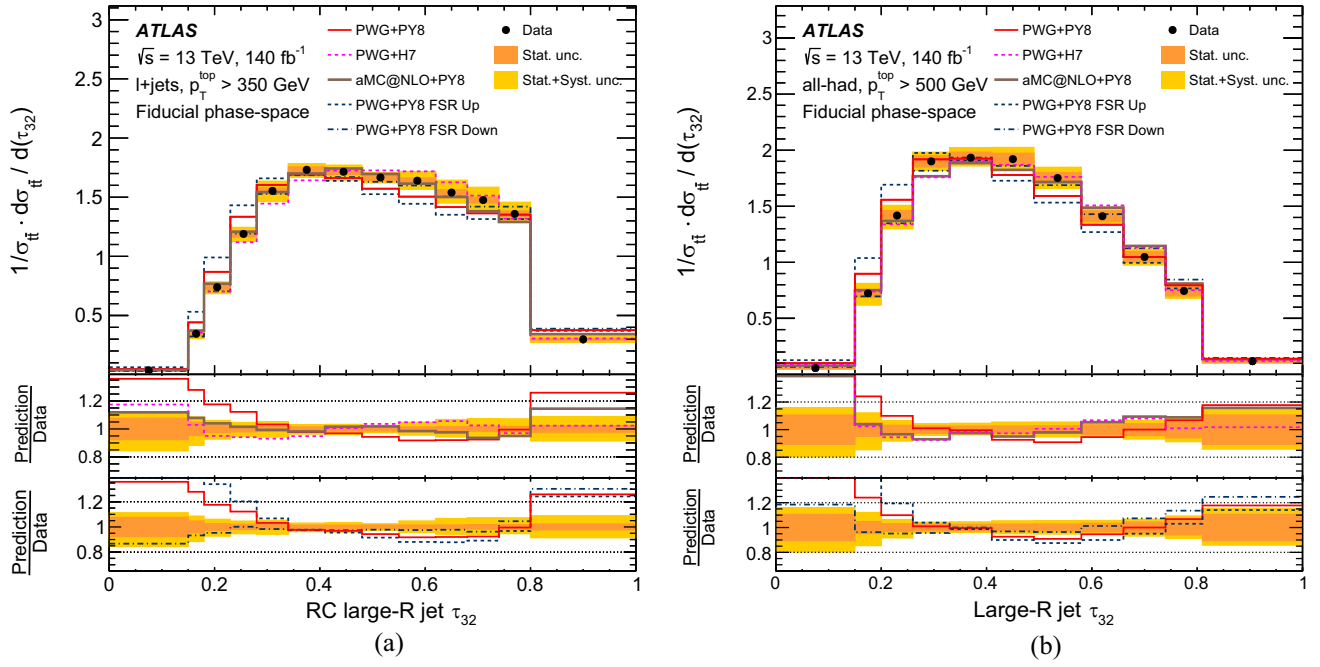 ATLAS
√s = 13 TeV, 140 fb⁻¹
l+jets, p_T^top > 350 GeV
Fiducial phase-space
PWG+PY8
PWG+H7
aMC@NLO+PY8
PWG+PY8 FSR Up
PWG+PY8 FSR Down
Data
Stat. unc.
Stat.+Syst. unc.
1/σ_tt̄ · dσ_tt̄ / d(τ₃₂)
3
2.5
2
1.5
1
0.5
Prediction
Data
1.2
1
0.8
Prediction
Data
1.2
1
0.8
0 0.2 0.4 0.6 0.8 1
RC large-R jet τ₃₂
(a)
ATLAS
√s = 13 TeV, 140 fb⁻¹
all-had, p_T^top > 500 GeV
Fiducial phase-space
PWG+PY8
PWG+H7
aMC@NLO+PY8
PWG+PY8 FSR Up
PWG+PY8 FSR Down
Data
Stat. unc.
Stat.+Syst. unc.
1/σ_tt̄ · dσ_tt̄ / d(τ₃₂)
3
2.5
2
1.5
1
0.5
Prediction
Data
1.2
1
0.8
Prediction
Data
1.2
1
0.8
0 0.2 0.4 0.6 0.8 1
Large-R jet τ₃₂
(b)